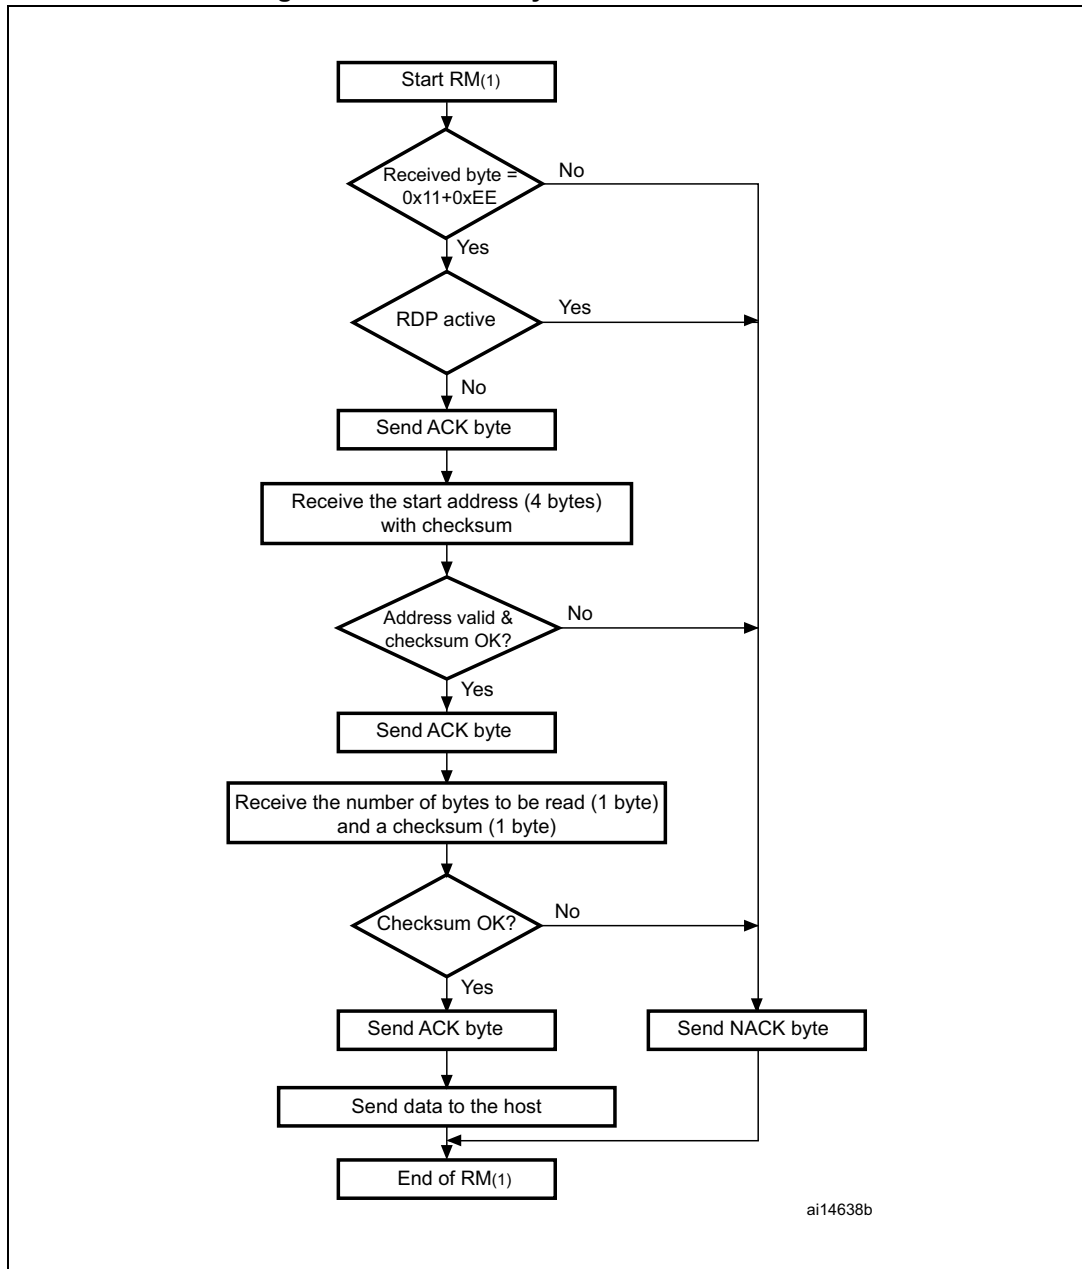 Start RM(1)
Received byte =
0x11+0xEE
No
Yes
RDP active
Yes
No
Send ACK byte
Receive the start address (4 bytes)
with checksum
Address valid &
checksum OK?
No
Yes
Send ACK byte
Receive the number of bytes to be read (1 byte)
and a checksum (1 byte)
Checksum OK?
No
Yes
Send ACK byte
Send NACK byte
Send data to the host
End of RM(1)
ai14638b